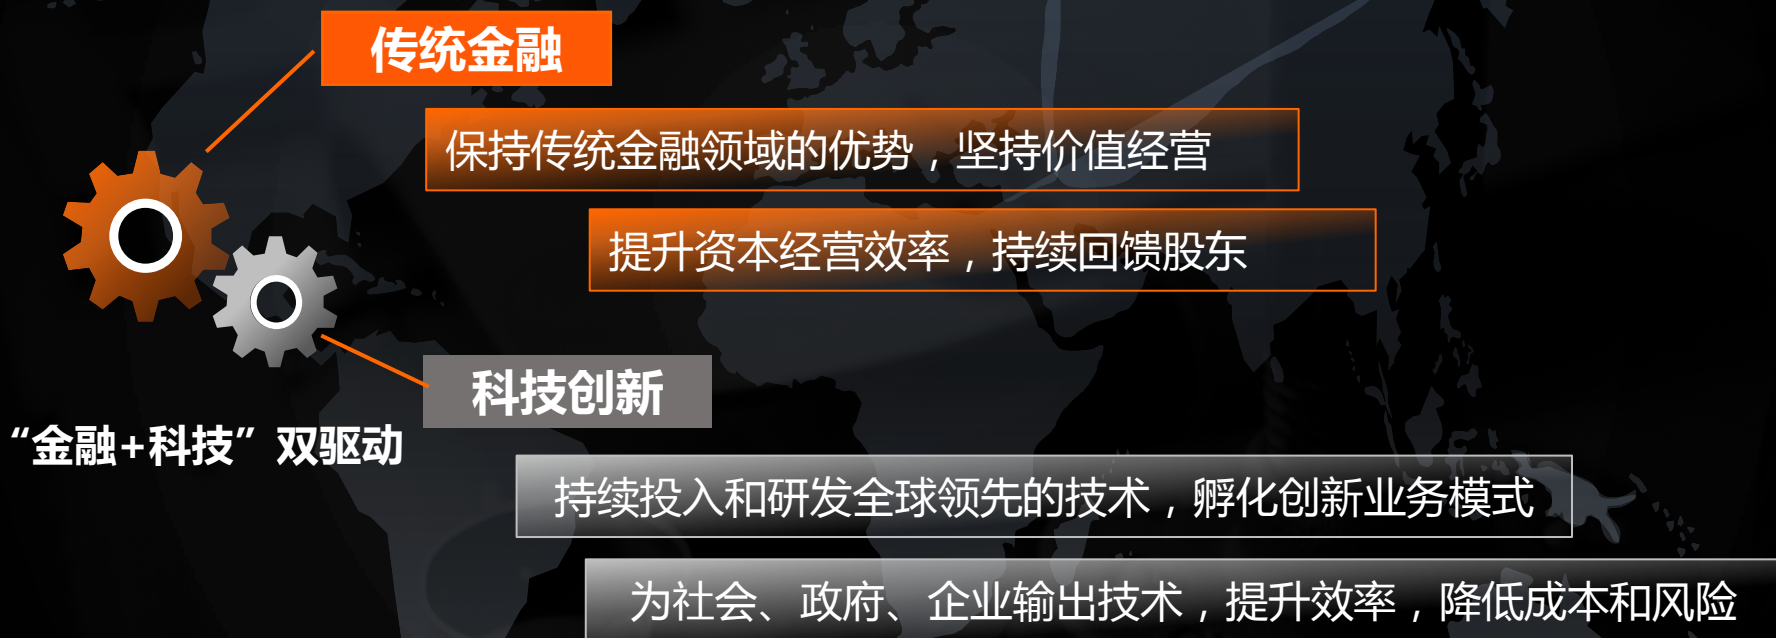 传统金融
保持传统金融领域的优势，坚持价值经营
提升资本经营效率，持续回馈股东
科技创新
“金融+科技”双驱动
持续投入和研发全球领先的技术，孵化创新业务模式
为社会、政府、企业输出技术，提升效率，降低成本和风险